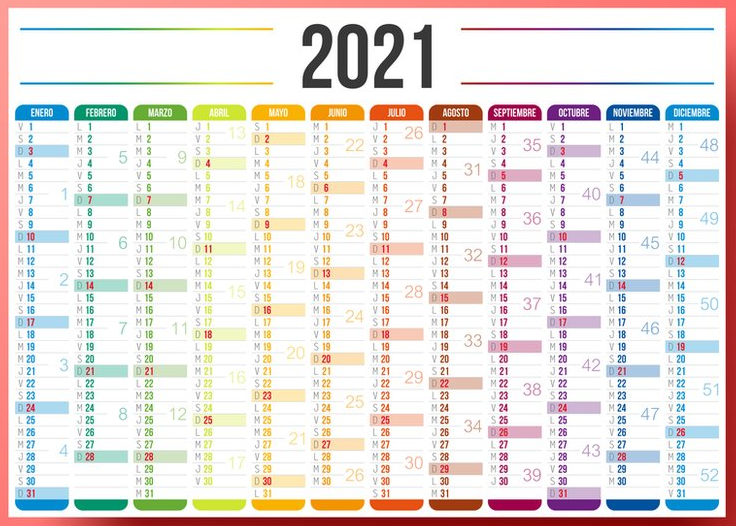 2021
ENERO FEBRERO MARZO ABRIL MAYO JUNIO JULIO AGOSTO SEPTIEMBRE OCTUBRE NOVIEMBRE DICIEMBRE
V 1 L 1 L 1 J 1 13 S 1 M 1 J 1 26 D 1 M 1 V 1 L 1 M 1
S 2 M 2 M 2 V 2 D 2 M 2 22 V 2 L 2 J 2 35 S 2 M 2 J 2 48
D 3 M 3 5 M 3 9 S 3 L 3 J 3 S 3 M 3 V 3 D 3 M 3 44 V 3
L 4 J 4 J 4 D 4 M 4 V 4 D 4 M 4 31 S 4 L 4 J 4 S 4
M 5 V 5 V 5 L 5 M 5 18 S 5 L 5 J 5 D 5 M 5 V 5 D 5
M 6 1 S 6 S 6 M 6 J 6 D 6 M 6 V 6 L 6 M 6 40 S 6 L 6
J 7 D 7 D 7 M 7 14 V 7 L 7 M 7 27 S 7 M 7 J 7 D 7 M 7
V 8 L 8 L 8 J 8 S 8 M 8 J 8 D 8 M 8 36 V 8 L 8 M 8 49
S 9 M 9 M 9 V 9 D 9 M 9 23 V 9 L 9 J 9 S 9 M 9 J 9
D 10 M 10 6 M 10 10 S 10 L 10 J 10 S 10 M 10 V 10 D 10 M 10 45 V 10
L 11 J 11 J 11 D 11 M 11 V 11 D 11 M 11 32 S 11 L 11 J 11 S 11
M 12 V 12 V 12 L 12 M 12 19 S 12 L 12 J 12 D 12 M 12 V 12 D 12
M 13 2 S 13 S 13 M 13 J 13 D 13 M 13 V 13 L 13 M 13 41 S 13 L 13
J 14 D 14 D 14 M 14 15 V 14 L 14 M 14 28 S 14 M 14 J 14 D 14 M 14
V 15 L 15 L 15 J 15 S 15 M 15 J 15 D 15 M 15 37 V 15 L 15 M 15 50
S 16 M 16 M 16 V 16 D 16 M 16 24 V 16 L 16 J 16 S 16 M 16 J 16
D 17 M 17 7 M 17 11 S 17 L 17 J 17 S 17 M 17 V 17 D 17 M 17 46 V 17
L 18 J 18 J 18 D 18 M 18 V 18 D 18 M 18 33 S 18 L 18 J 18 S 18
M 19 V 19 V 19 L 19 M 19 20 S 19 L 19 J 19 D 19 M 19 V 19 D 19
M 20 3 S 20 S 20 M 20 J 20 D 20 M 20 V 20 L 20 M 20 42 S 20 L 20
J 21 D 21 D 21 M 21 16 V 21 L 21 M 21 29 S 21 M 21 J 21 D 21 M 21
V 22 L 22 L 22 J 22 S 22 M 22 J 22 D 22 M 22 38 V 22 L 22 M 22 51
S 23 M 23 M 23 V 23 D 23 M 23 25 V 23 L 23 J 23 S 23 M 23 J 23
D 24 M 24 8 M 24 12 S 24 L 24 J 24 S 24 M 24 V 24 D 24 M 24 47 V 24
L 25 J 25 J 25 D 25 M 25 V 25 D 25 M 25 34 S 25 L 25 J 25 S 25
M 26 V 26 V 26 L 26 M 26 21 S 26 L 26 J 26 D 26 M 26 V 26 D 26
M 27 4 S 27 S 27 M 27 J 27 D 27 M 27 V 27 L 27 M 27 43 S 27 L 27
J 28 D 28 D 28 M 28 17 V 28 L 28 M 28 30 S 28 M 28 J 28 D 28 M 28
V 29 L 29 J 29 S 29 M 29 J 29 D 29 M 29 39 V 29 L 29 M 29
S 30 M 30 V 30 D 30 M 30 26 V 30 L 30 J 30 S 30 M 30 J 30 52
D 31 M 31 L 31 S 31 M 31 D 31 V 31